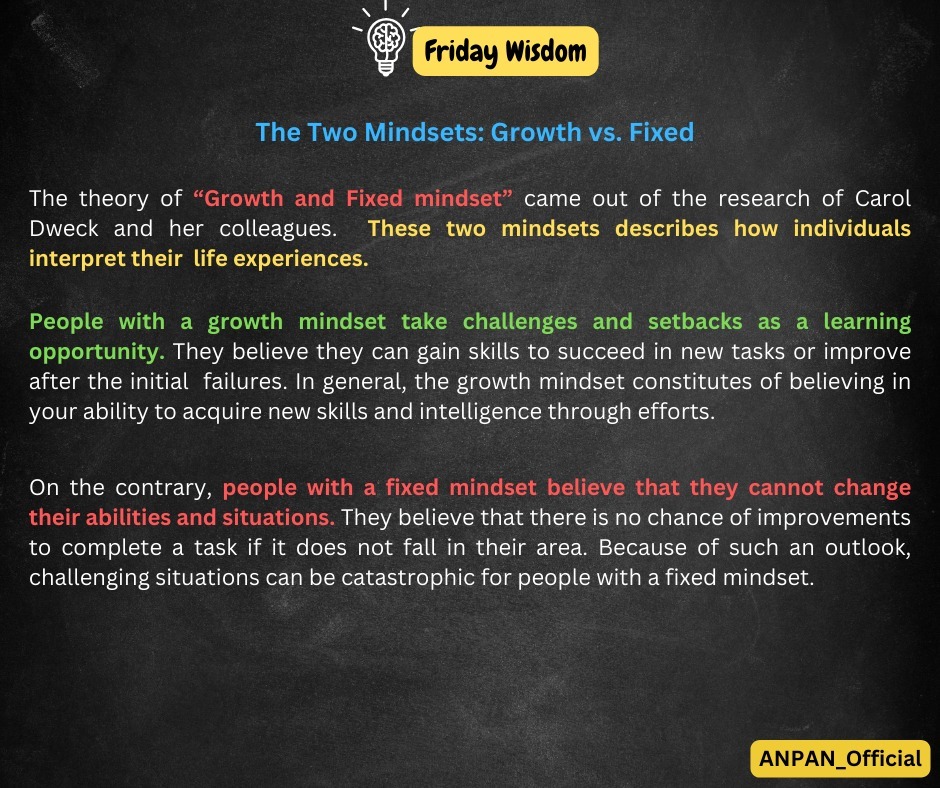 Friday Wisdom
The Two Mindsets: Growth vs. Fixed
The theory of “Growth and Fixed mindset” came out of the research of Carol
Dweck and her colleagues. These two mindsets describes how individuals
interpret their life experiences.
People with a growth mindset take challenges and setbacks as a learning
opportunity. They believe they can gain skills to succeed in new tasks or improve
after the initial failures. In general, the growth mindset constitutes of believing in
your ability to acquire new skills and intelligence through efforts.
On the contrary, people with a fixed mindset believe that they cannot change
their abilities and situations. They believe that there is no chance of improvements
to complete a task if it does not fall in their area. Because of such an outlook,
challenging situations can be catastrophic for people with a fixed mindset.
ANPAN_Official